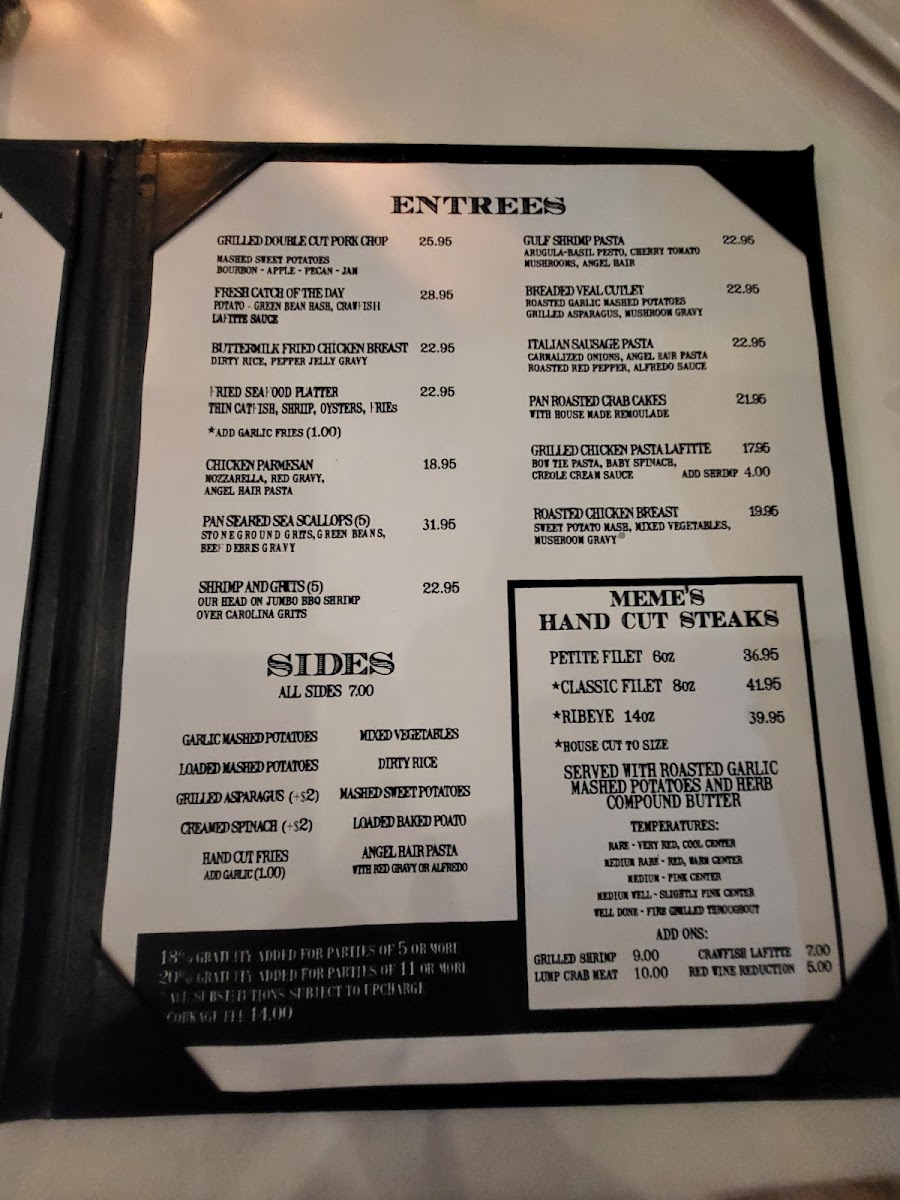 ENTREES
GRILLED DOUBLE CUT PORK CHOP 25.95
MASHED SWEET POTATOES
BOURBON - APPLE - PECAN - JAM
FRESH CATCH OF THE DAY 28.95
POTATO - GREEN BEAN HASH, CRAWFISH
LAFITTE SAUCE
BUTTERMILK FRIED CHICKEN BREAST 22.95
DIRTY RICE, PEPPER JELLY GRAVY
FRIED SEAFOOD PLATTER 22.95
THIN CATFISH, SHRIIP, OYSTERS, FRIEs
*ADD GARLIC FRIES (1.00)
CHICKEN PARMESAN 18.95
MOZZARELLA, RED GRAVY,
ANGEL HAIR PASTA
PAN SEARED SEA SCALLOPS (5) 31.95
STONEGROUND GRITS, GREEN BEANS,
BEEF DEBRIS GRAVY
SHRIMP AND GRITS (5) 22.95
OUR HEAD ON JUMBO BBQ SHRIMP
OVER CAROLINA GRITS
GULF SHRIMP PASTA 22.95
ARUGULA-BASIL PESTO, CHERRY TOMATO
MUSHROOMS, ANGEL HAIR
BREADED VEAL CUTLET 22.95
ROASTED GARLIC MASHED POTATOES
GRILLED ASPARAGUS, MUSHROOM GRAVY
ITALIAN SAUSAGE PASTA 22.95
CARMALIZED ONIONS, ANGEL HAIR PASTA
ROASTED RED PEPPER, ALFREDO SAUCE
PAN ROASTED CRAB CAKES 21.95
WITH HOUSE MADE REMOULADE
GRILLED CHICKEN PASTA LAFITTE 17.95
BOW TIE PASTA, BABY SPINACH,
CREOLE CREAM SAUCE ADD SHRIMP 4.00
ROASTED CHICKEN BREAST 19.95
SWEET POTATO MASH, MIXED VEGETABLES,
MUSHROOM GRAVY
SIDES
ALL SIDES 7.00
GARLIC MASHED POTATOES
LOADED MASHED POTATOES
GRILLED ASPARAGUS (+$2)
CREAMED SPINACH (+$2)
HAND CUT FRIES
ADD GARLIC (1.00)
MIXED VEGETABLES
DIRTY RICE
MASHED SWEET POTATOES
LOADED BAKED POATO
ANGEL HAIR PASTA
WITH RED GRAVY OR ALFREDO
18% GRATUITY ADDED FOR PARTIES OF 5 OR MORE
20% GRATUITY ADDED FOR PARTIES OF 11 OR MORE
ALL SUBSTITUTIONS SUBJECT TO UPCHARGE
CORKAGE FEE 14.00
MEME'S
HAND CUT STEAKS
PETITE FILET 6OZ 36.95
*CLASSIC FILET 8OZ 41.95
*RIBEYE 14OZ 39.95
*HOUSE CUT TO SIZE
SERVED WITH ROASTED GARLIC
MASHED POTATOES AND HERB
COMPOUND BUTTER
TEMPERATURES:
RARE - VERY RED, COOL CENTER
MEDIUM RARE - RED, WARM CENTER
MEDIUM - PINK CENTER
MEDIUM WELL - SLIGHTLY PINK CENTER
WELL DONE - FIRE GRILLED THROUGHOUT
ADD ONS:
GRILLED SHRIMP 9.00 CRAWFISH LAFITTE 7.00
LUMP CRAB MEAT 10.00 RED WINE REDUCTION 5.00